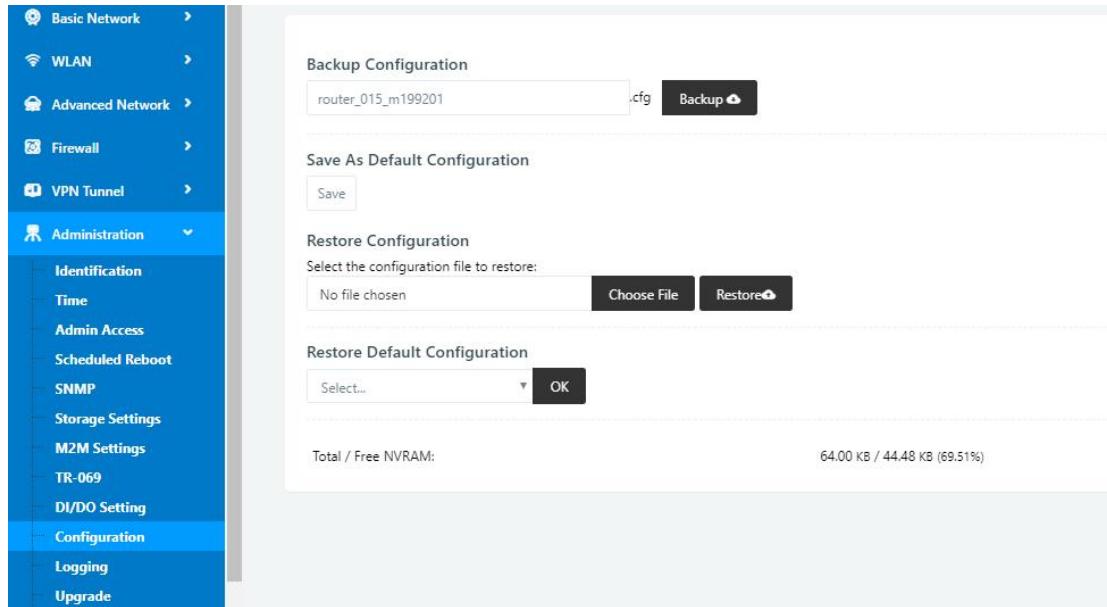 Basic Network
WLAN
Advanced Network
Firewall
VPN Tunnel
Administration
Identification
Time
Admin Access
Scheduled Reboot
SNMP
Storage Settings
M2M Settings
TR-069
DI/DO Setting
Configuration
Logging
Upgrade
Backup Configuration
router_015_m199201 .cfg Backup
Save As Default Configuration
Save
Restore Configuration
Select the configuration file to restore:
No file chosen Choose File Restore
Restore Default Configuration
Select... OK
Total / Free NVRAM: 64.00 KB / 44.48 KB (69.51%)